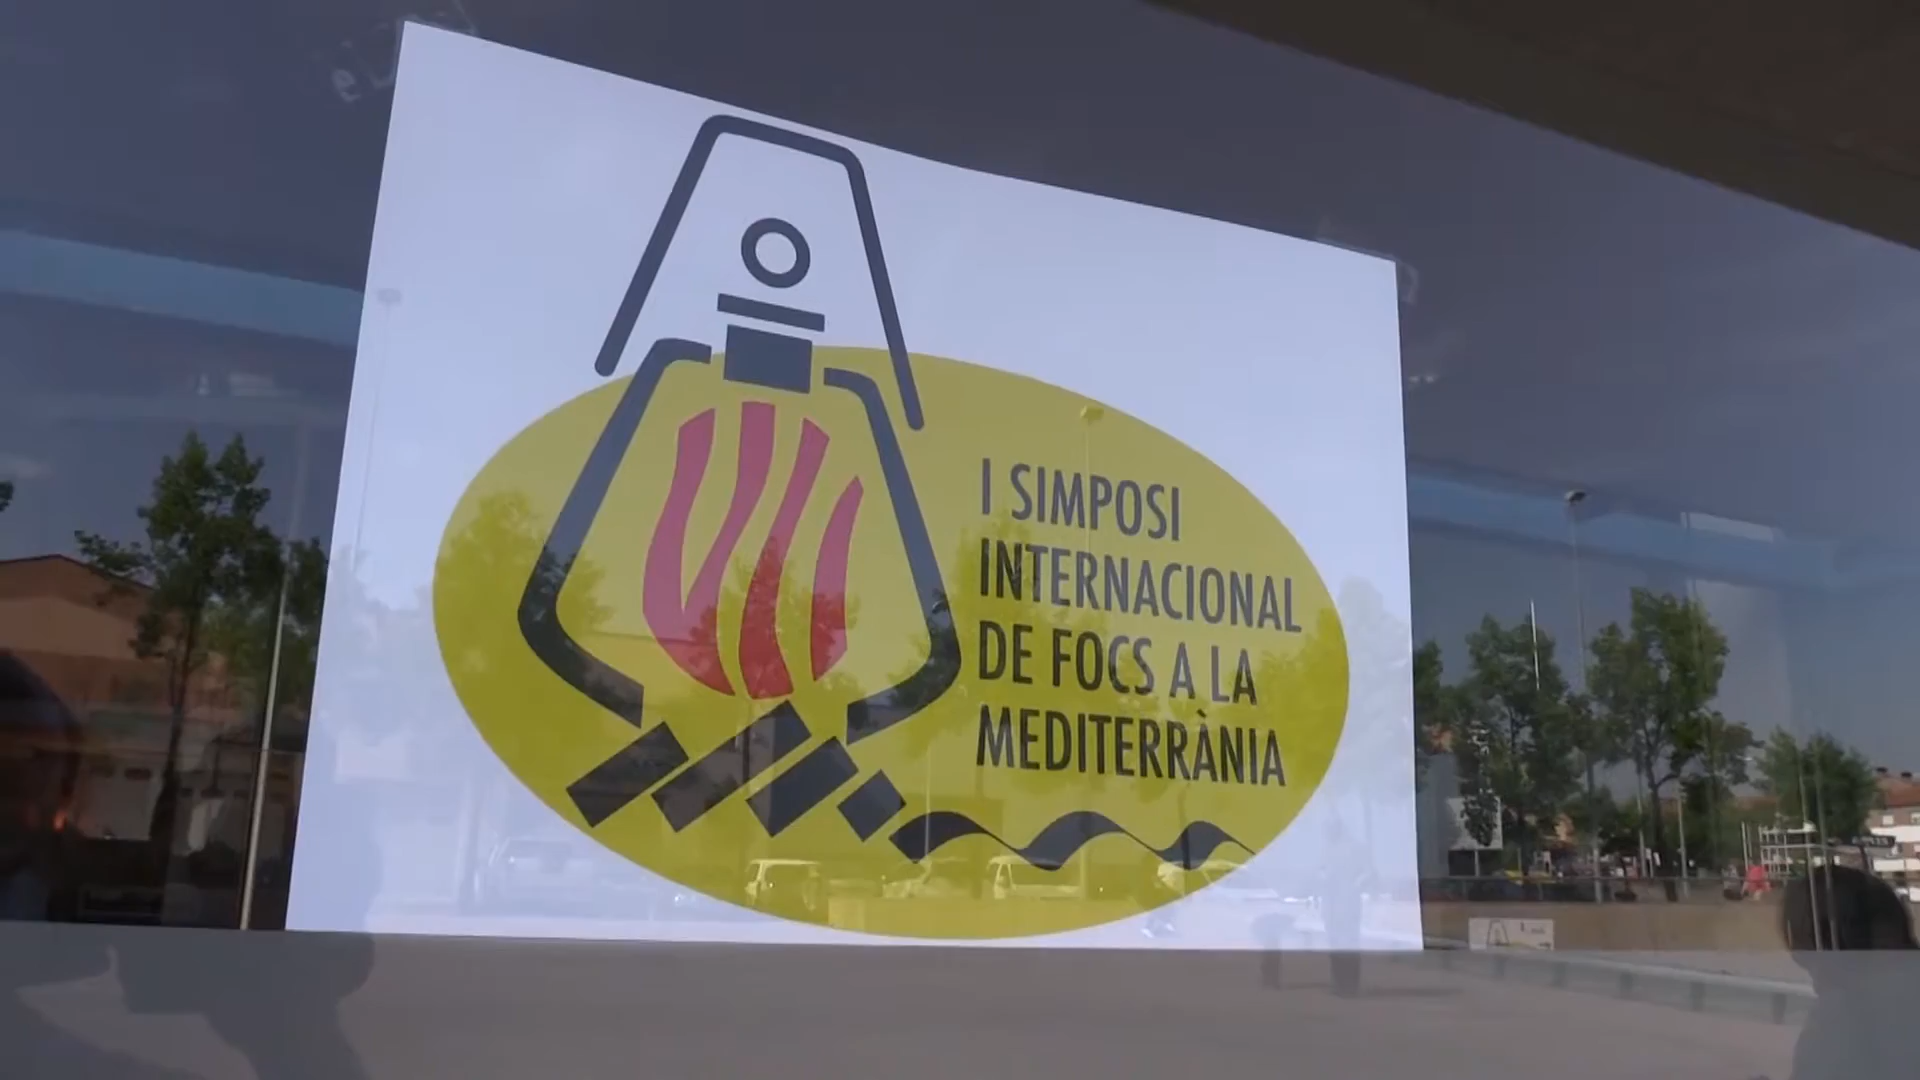 I SIMPOSI
INTERNACIONAL
DE FOCS A LA
MEDITERRÀNIA